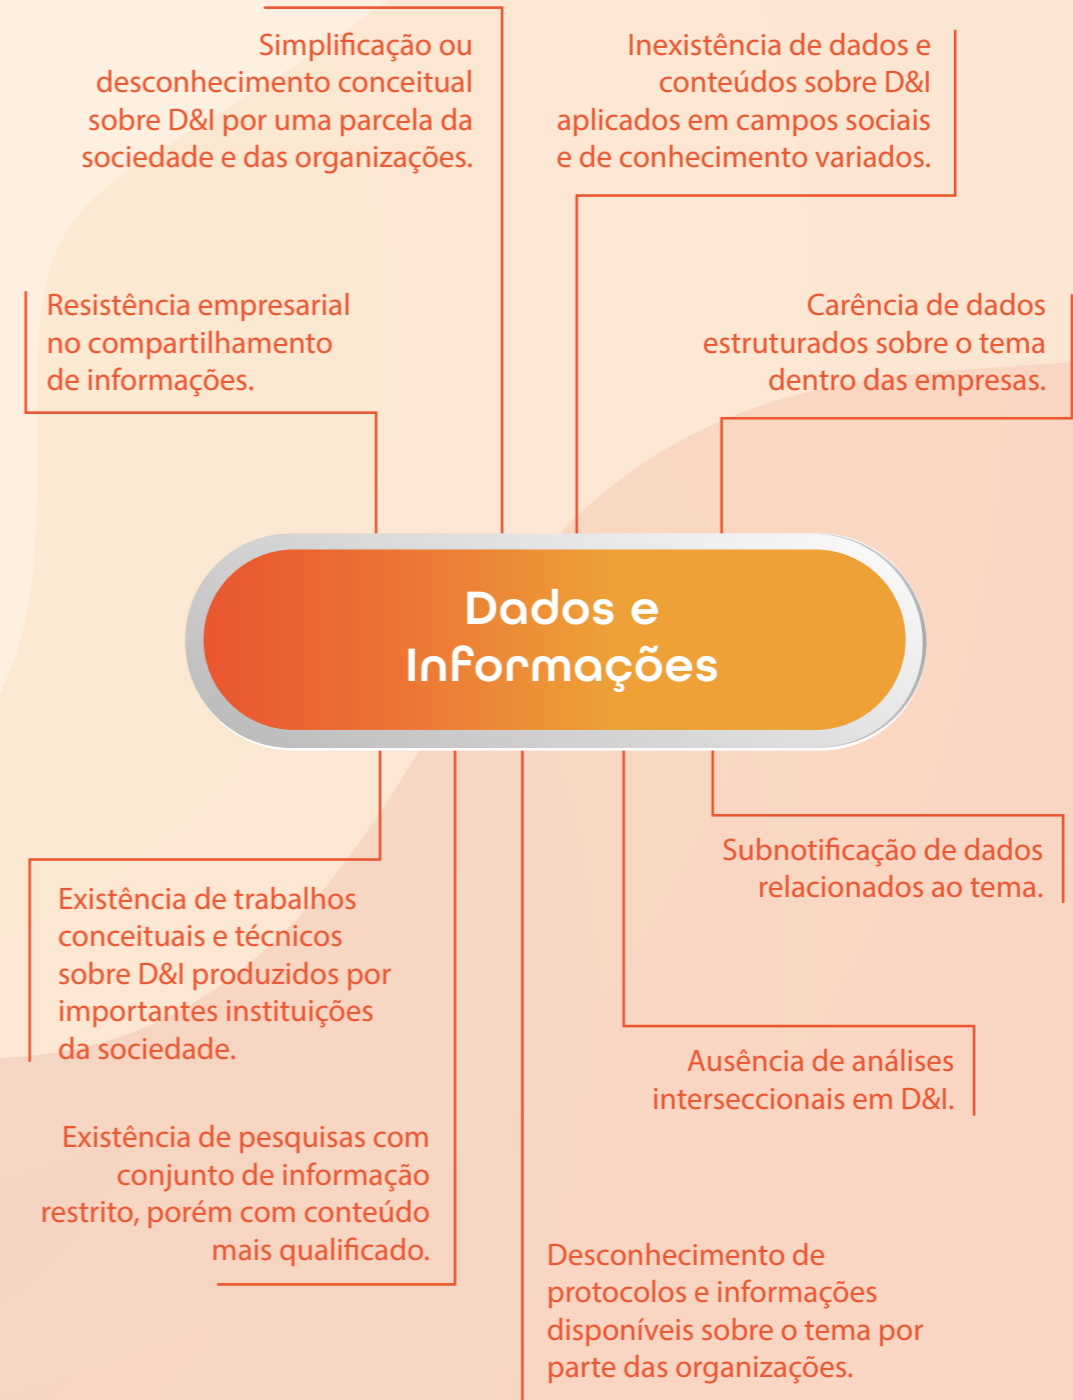 Simplificação ou
desconhecimento conceitual
sobre D&I por uma parcela da
sociedade e das organizações.
Inexistência de dados e
conteúdos sobre D&I
aplicados em campos sociais
e de conhecimento variados.
Resistência empresarial
no compartilhamento
de informações.
Carência de dados
estruturados sobre o tema
dentro das empresas.
Dados e
Informações
Subnotificação de dados
relacionados ao tema.
Existência de trabalhos
conceituais e técnicos
sobre D&I produzidos por
importantes instituições
da sociedade.
Ausência de análises
interseccionais em D&I.
Existência de pesquisas com
conjunto de informação
restrito, porém com conteúdo
mais qualificado.
Desconhecimento de
protocolos e informações
disponíveis sobre o tema por
parte das organizações.